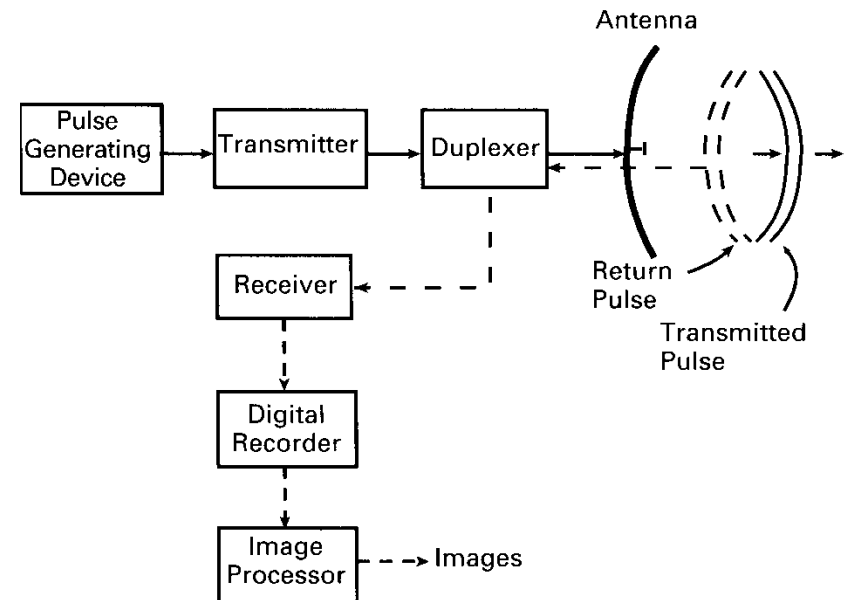 Antenna
Pulse
Generating
Device
Transmitter
Duplexer
Receiver
Return
Pulse
Transmitted
Pulse
Digital
Recorder
Image
Processor
Images